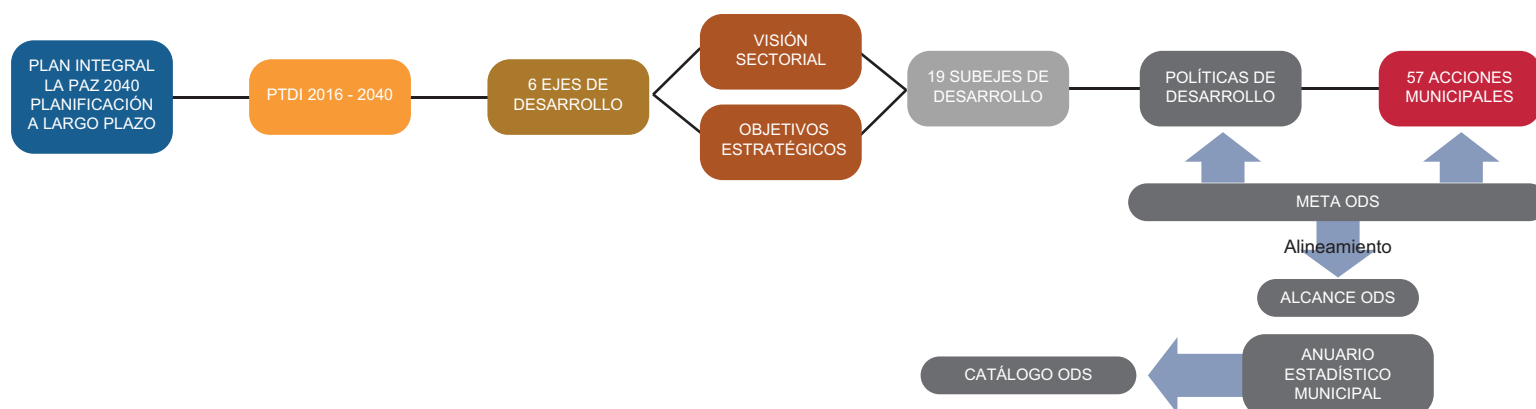 PLAN INTEGRAL
LA PAZ 2040
PLANIFICACIÓN
A LARGO PLAZO
PTDI 2016 - 2040
6 EJES DE
DESARROLLO
VISIÓN
SECTORIAL
OBJETIVOS
ESTRATÉGICOS
19 SUBEJES DE
DESARROLLO
POLÍTICAS DE
DESARROLLO
57 ACCIONES
MUNICIPALES
META ODS
Alineamiento
ALCANCE ODS
CATÁLOGO ODS
ANUARIO
ESTADÍSTICO
MUNICIPAL